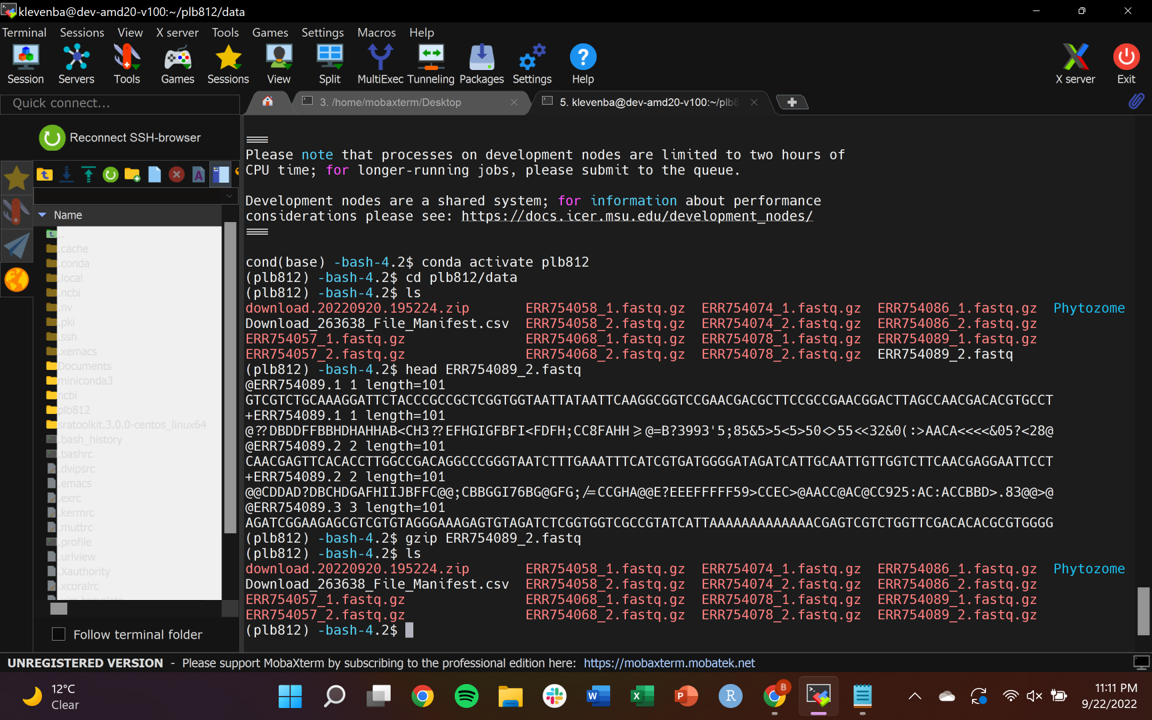 klevenba@dev-amd20-v100:~/plb812/data
Terminal Sessions View X server Tools Games Settings Macros Help
Session Servers Tools Games Sessions View Split MultiExec Tunneling Packages Settings Help X server Exit
Quick connect...
3. /home/mobaxterm/Desktop
5. klevenba@dev-amd20-v100:~/plb8
Reconnect SSH-browser
Name
..
.cache
.conda
.local
.ncbi
.nv
.pki
.ssh
.xemacs
Documents
miniconda3
ncbi
plb812
sratoolkit.3.0.0-centos_linux64
.bash_history
.bashrc
.dvipsrc
.emacs
.exrc
.kermrc
.muttrc
.profile
.urlview
.Xauthority
.xcoralrc
Follow terminal folder
====
Please note that processes on development nodes are limited to two hours of
CPU time; for longer-running jobs, please submit to the queue.
Development nodes are a shared system; for information about performance
considerations please see: https://docs.icer.msu.edu/development_nodes/
====
cond(base) -bash-4.2$ conda activate plb812
(plb812) -bash-4.2$ cd plb812/data
(plb812) -bash-4.2$ ls
download.20220920.195224.zip ERR754058_1.fastq.gz ERR754074_1.fastq.gz ERR754086_1.fastq.gz Phytozome
Download_263638_File_Manifest.csv ERR754058_2.fastq.gz ERR754074_2.fastq.gz ERR754086_2.fastq.gz
ERR754057_1.fastq.gz ERR754068_1.fastq.gz ERR754078_1.fastq.gz ERR754089_1.fastq.gz
ERR754057_2.fastq.gz ERR754068_2.fastq.gz ERR754078_2.fastq.gz ERR754089_2.fastq
(plb812) -bash-4.2$ head ERR754089_2.fastq
@ERR754089.1 1 length=101
GTCGTCTGCAAAGGATTCTACCCGCCGCTCGGTGGTAATTATAATTCAAGGCGGTCCGAACGACGCTTCCGCCGAACGGACTTAGCCAACGACACGTGCCT
+ERR754089.1 1 length=101
@??DBDDFFBBHDHAHHAB<CH3??EFHGIGFBFI<FDFH;CC8FAHH>=@=B?3993'5;85&5>5<5>50<>55<<32&0(:>AACA<<<<&05?<28@
@ERR754089.2 2 length=101
CAACGAGTTCACACCTTGGCCGACAGGCCCGGGTAATCTTTGAAATTTCATCGTGATGGGGATAGATCATTGCAATTGTTGGTCTTCAACGAGGAATTCCT
+ERR754089.2 2 length=101
@@CDDAD?DBCHDGAFHIIJBFFC@@;CBBGGI76BG@GFG;/=CCGHA@@E?EEEFFFFF59>CCEC>@AACC@AC@CC925:AC:ACCBBD>.83@@>@
@ERR754089.3 3 length=101
AGATCGGAAGAGCGTCGTGTAGGGAAAGAGTGTAGATCTCGGTGGTCGCCGTATCATTAAAAAAAAAAAAACGAGTCGTCTGGTTCGACACACGCGTGGGG
(plb812) -bash-4.2$ gzip ERR754089_2.fastq
(plb812) -bash-4.2$ ls
download.20220920.195224.zip ERR754058_1.fastq.gz ERR754074_1.fastq.gz ERR754086_1.fastq.gz Phytozome
Download_263638_File_Manifest.csv ERR754058_2.fastq.gz ERR754074_2.fastq.gz ERR754086_2.fastq.gz
ERR754057_1.fastq.gz ERR754068_1.fastq.gz ERR754078_1.fastq.gz ERR754089_1.fastq.gz
ERR754057_2.fastq.gz ERR754068_2.fastq.gz ERR754078_2.fastq.gz ERR754089_2.fastq.gz
(plb812) -bash-4.2$
UNREGISTERED VERSION - Please support MobaXterm by subscribing to the professional edition here: https://mobaxterm.mobatek.net
12°C
Clear
11:11 PM
9/22/2022